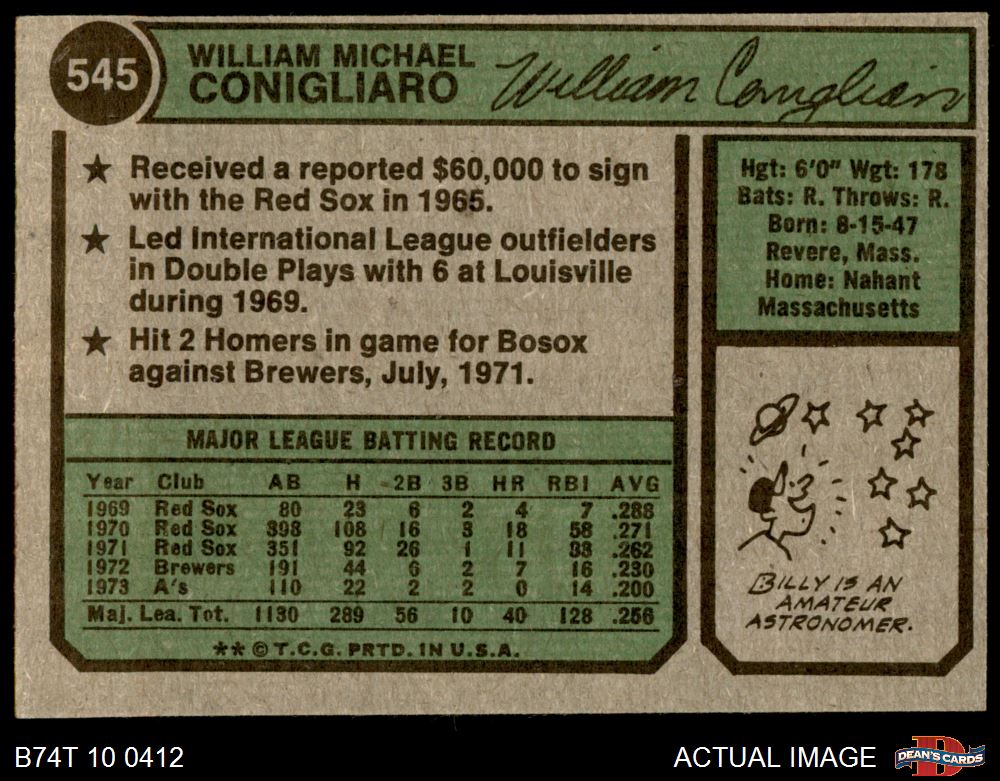 545
WILLIAM MICHAEL
CONIGLIARO
William Conigliaro
★ Received a reported $60,000 to sign
with the Red Sox in 1965.
★ Led International League outfielders
in Double Plays with 6 at Louisville
during 1969.
★ Hit 2 Homers in game for Bosox
against Brewers, July, 1971.
MAJOR LEAGUE BATTING RECORD
Year Club AB H 2B 3B HR RBI AVG
1969 Red Sox 80 23 6 2 4 7 .288
1970 Red Sox 398 108 16 3 18 58 .271
1971 Red Sox 351 92 26 1 11 33 .262
1972 Brewers 191 44 6 2 7 16 .230
1973 A's 110 22 2 2 0 14 .200
Maj. Lea. Tot. 1130 289 56 10 40 128 .256
** © T.C.G. PRTD. IN U.S.A.
Hgt: 6'0" Wgt: 178
Bats: R. Throws: R.
Born: 8-15-47
Revere, Mass.
Home: Nahant
Massachusetts
BILLY IS AN
AMATEUR
ASTRONOMER.
B74T 10 0412
ACTUAL IMAGE
D
DEAN'S CARDS